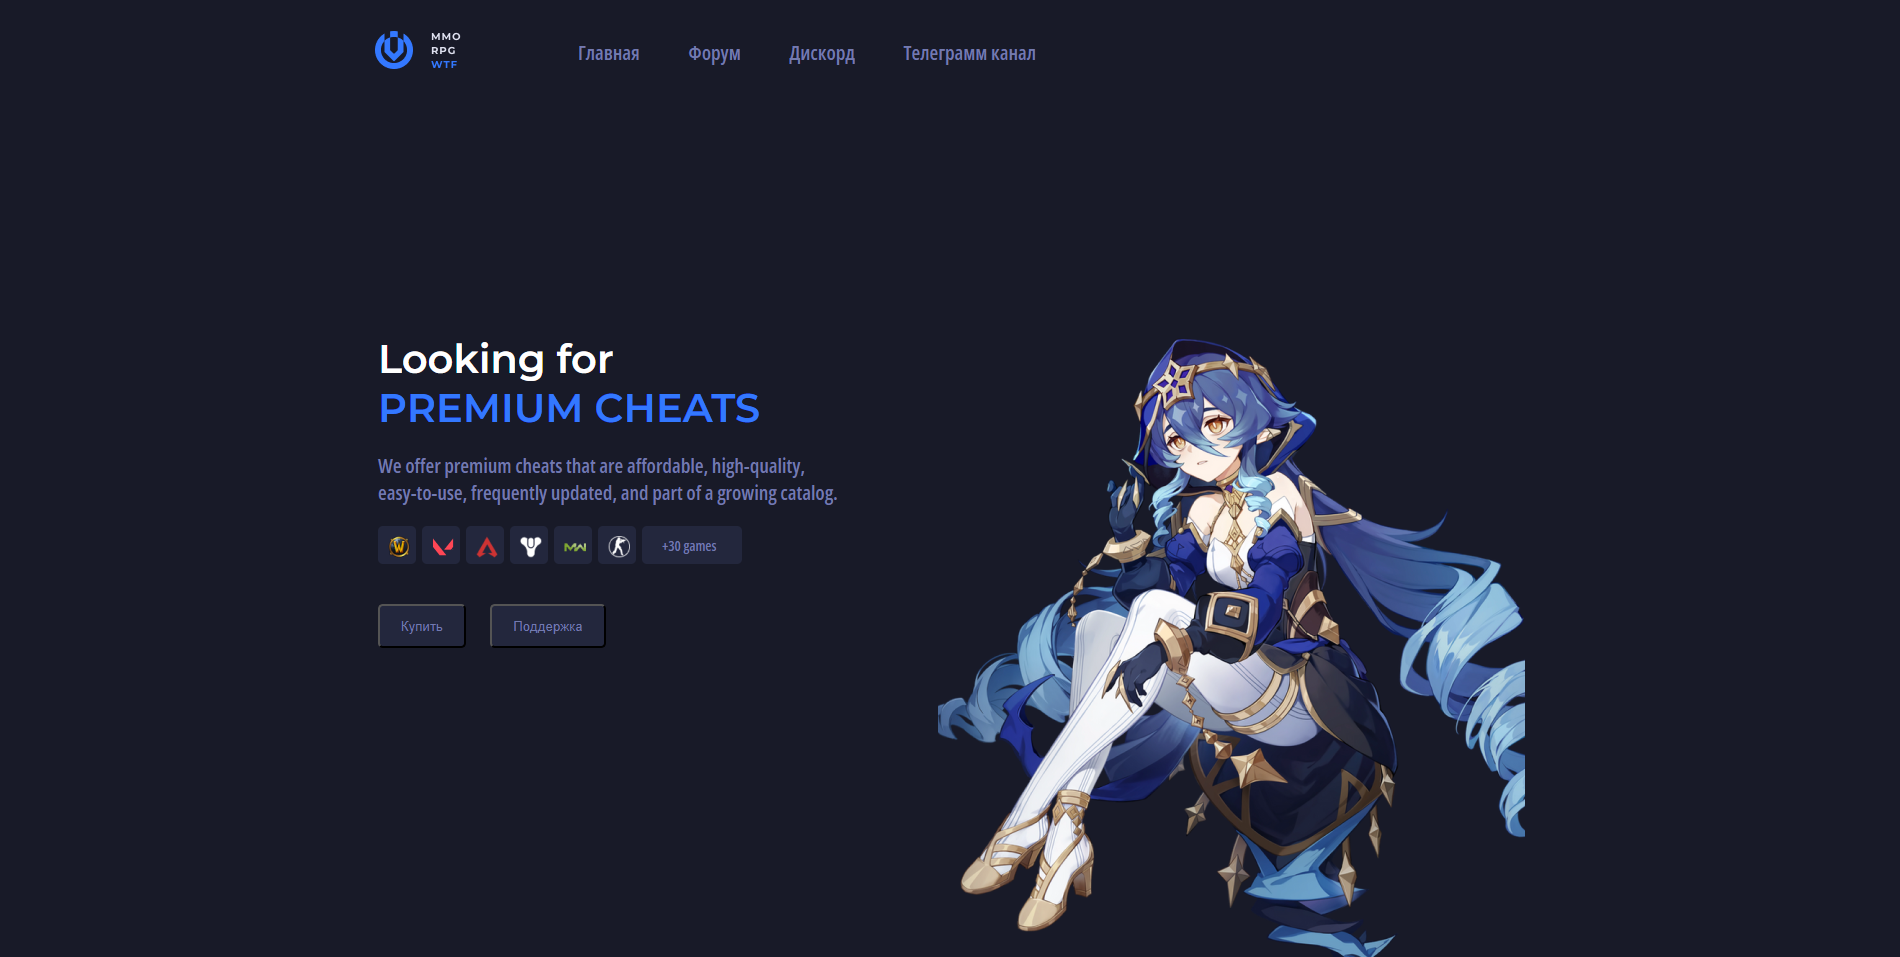 MMO
RPG
WTF
Главная Форум Дискорд Телеграмм канал
Looking for
PREMIUM CHEATS
We offer premium cheats that are affordable, high-quality,
easy-to-use, frequently updated, and part of a growing catalog.
W MW +30 games
Купить Поддержка